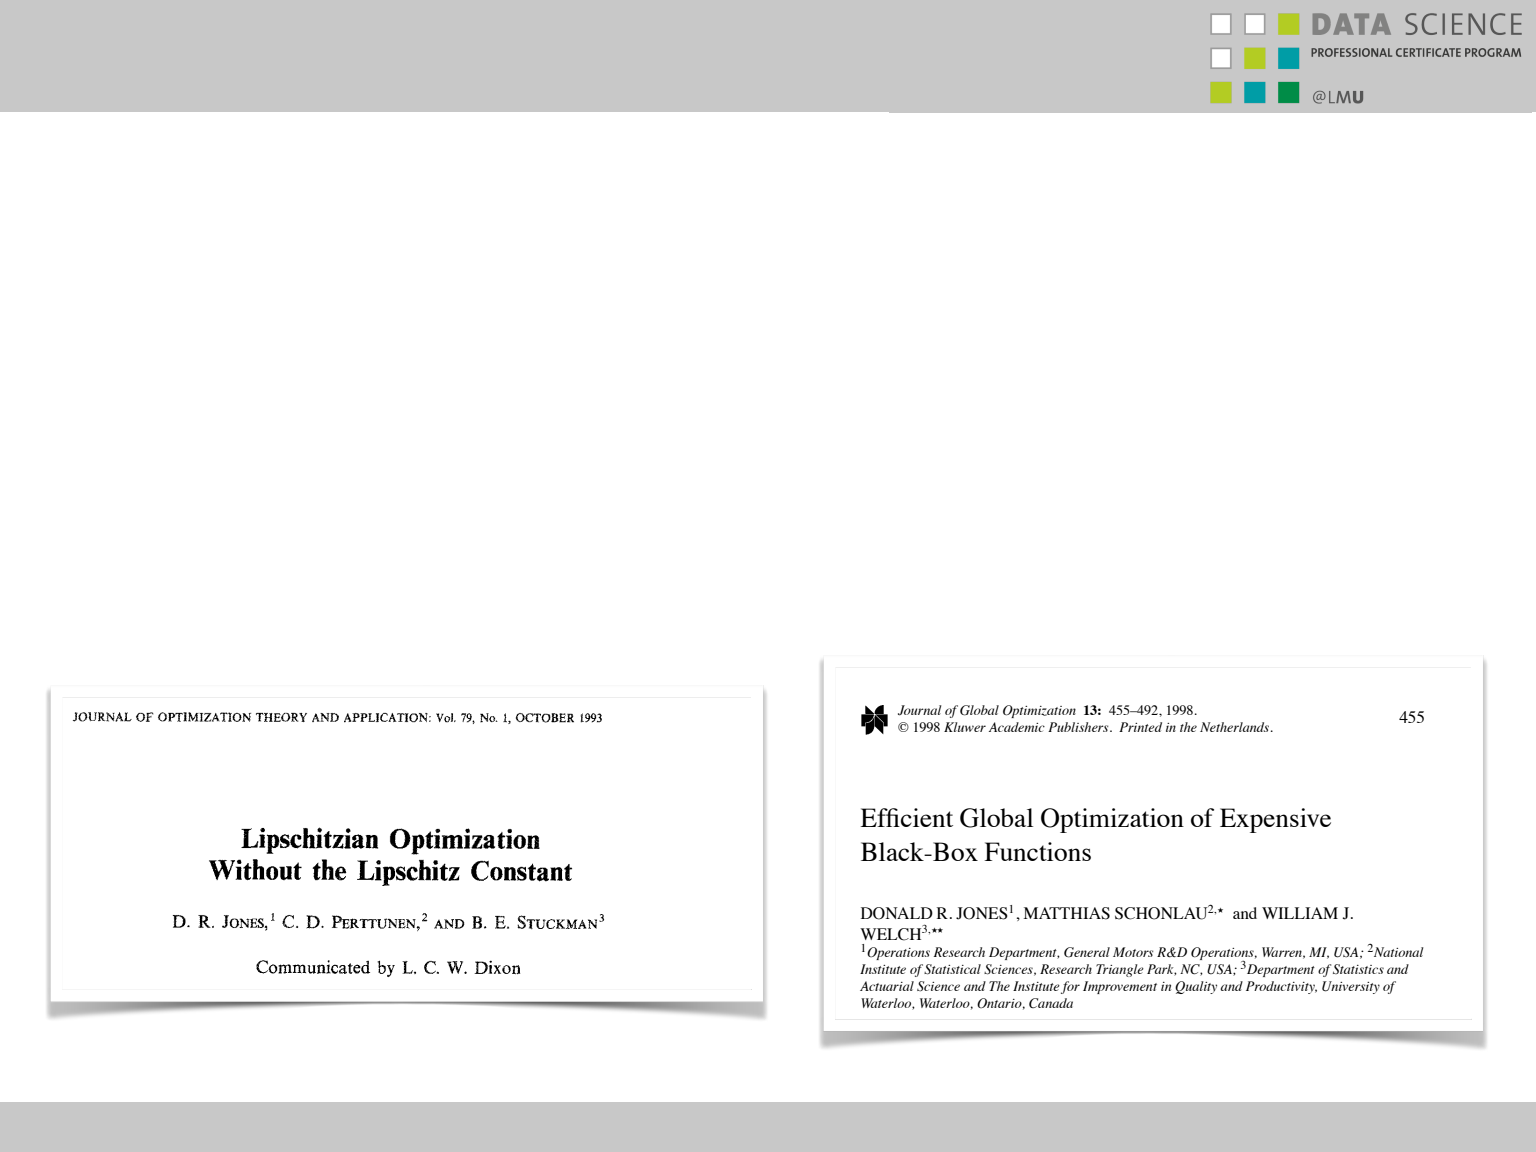 DATA SCIENCE
PROFESSIONAL CERTIFICATE PROGRAM
@LMU
JOURNAL OF OPTIMIZATION THEORY AND APPLICATION: Vol. 79, No. 1, OCTOBER 1993
Lipschitzian Optimization
Without the Lipschitz Constant
D. R. JONES,1 C. D. PERTTUNEN,2 AND B. E. STUCKMAN3
Communicated by L. C. W. Dixon
Journal of Global Optimization 13: 455–492, 1998.
© 1998 Kluwer Academic Publishers. Printed in the Netherlands.
455
Efficient Global Optimization of Expensive
Black-Box Functions
DONALD R. JONES1, MATTHIAS SCHONLAU2,⋆ and WILLIAM J.
WELCH3,⋆⋆
1Operations Research Department, General Motors R&D Operations, Warren, MI, USA; 2National
Institute of Statistical Sciences, Research Triangle Park, NC, USA; 3Department of Statistics and
Actuarial Science and The Institute for Improvement in Quality and Productivity, University of
Waterloo, Waterloo, Ontario, Canada